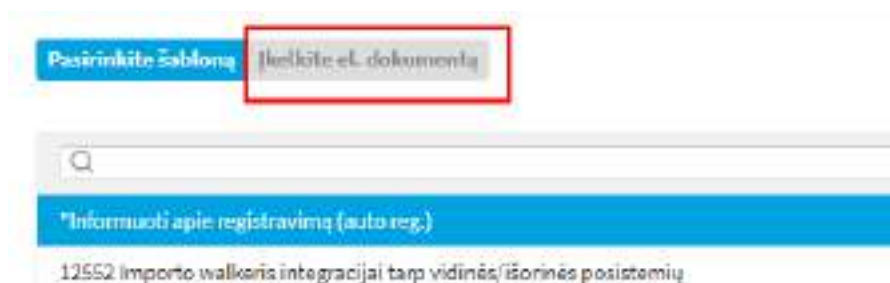 Pasirinkite šabloną Įkelkite el. dokumentą
*Informuoti apie registravimą (auto reg.)
12552 Importo walkeris integracijai tarp vidinės/išorinės posistemių